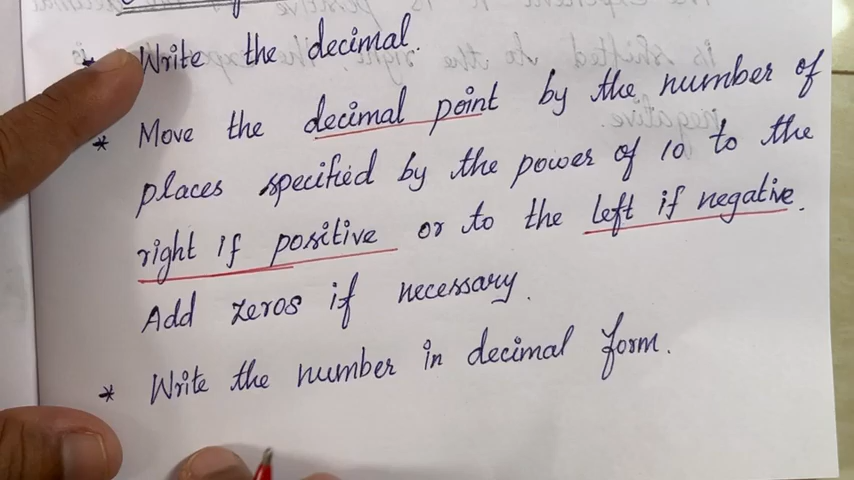 * Write the decimal.
* Move the decimal point by the number of
places specified by the power of 10 to the
right if positive or to the left if negative.
Add zeros if necessary.
* Write the number in decimal form.